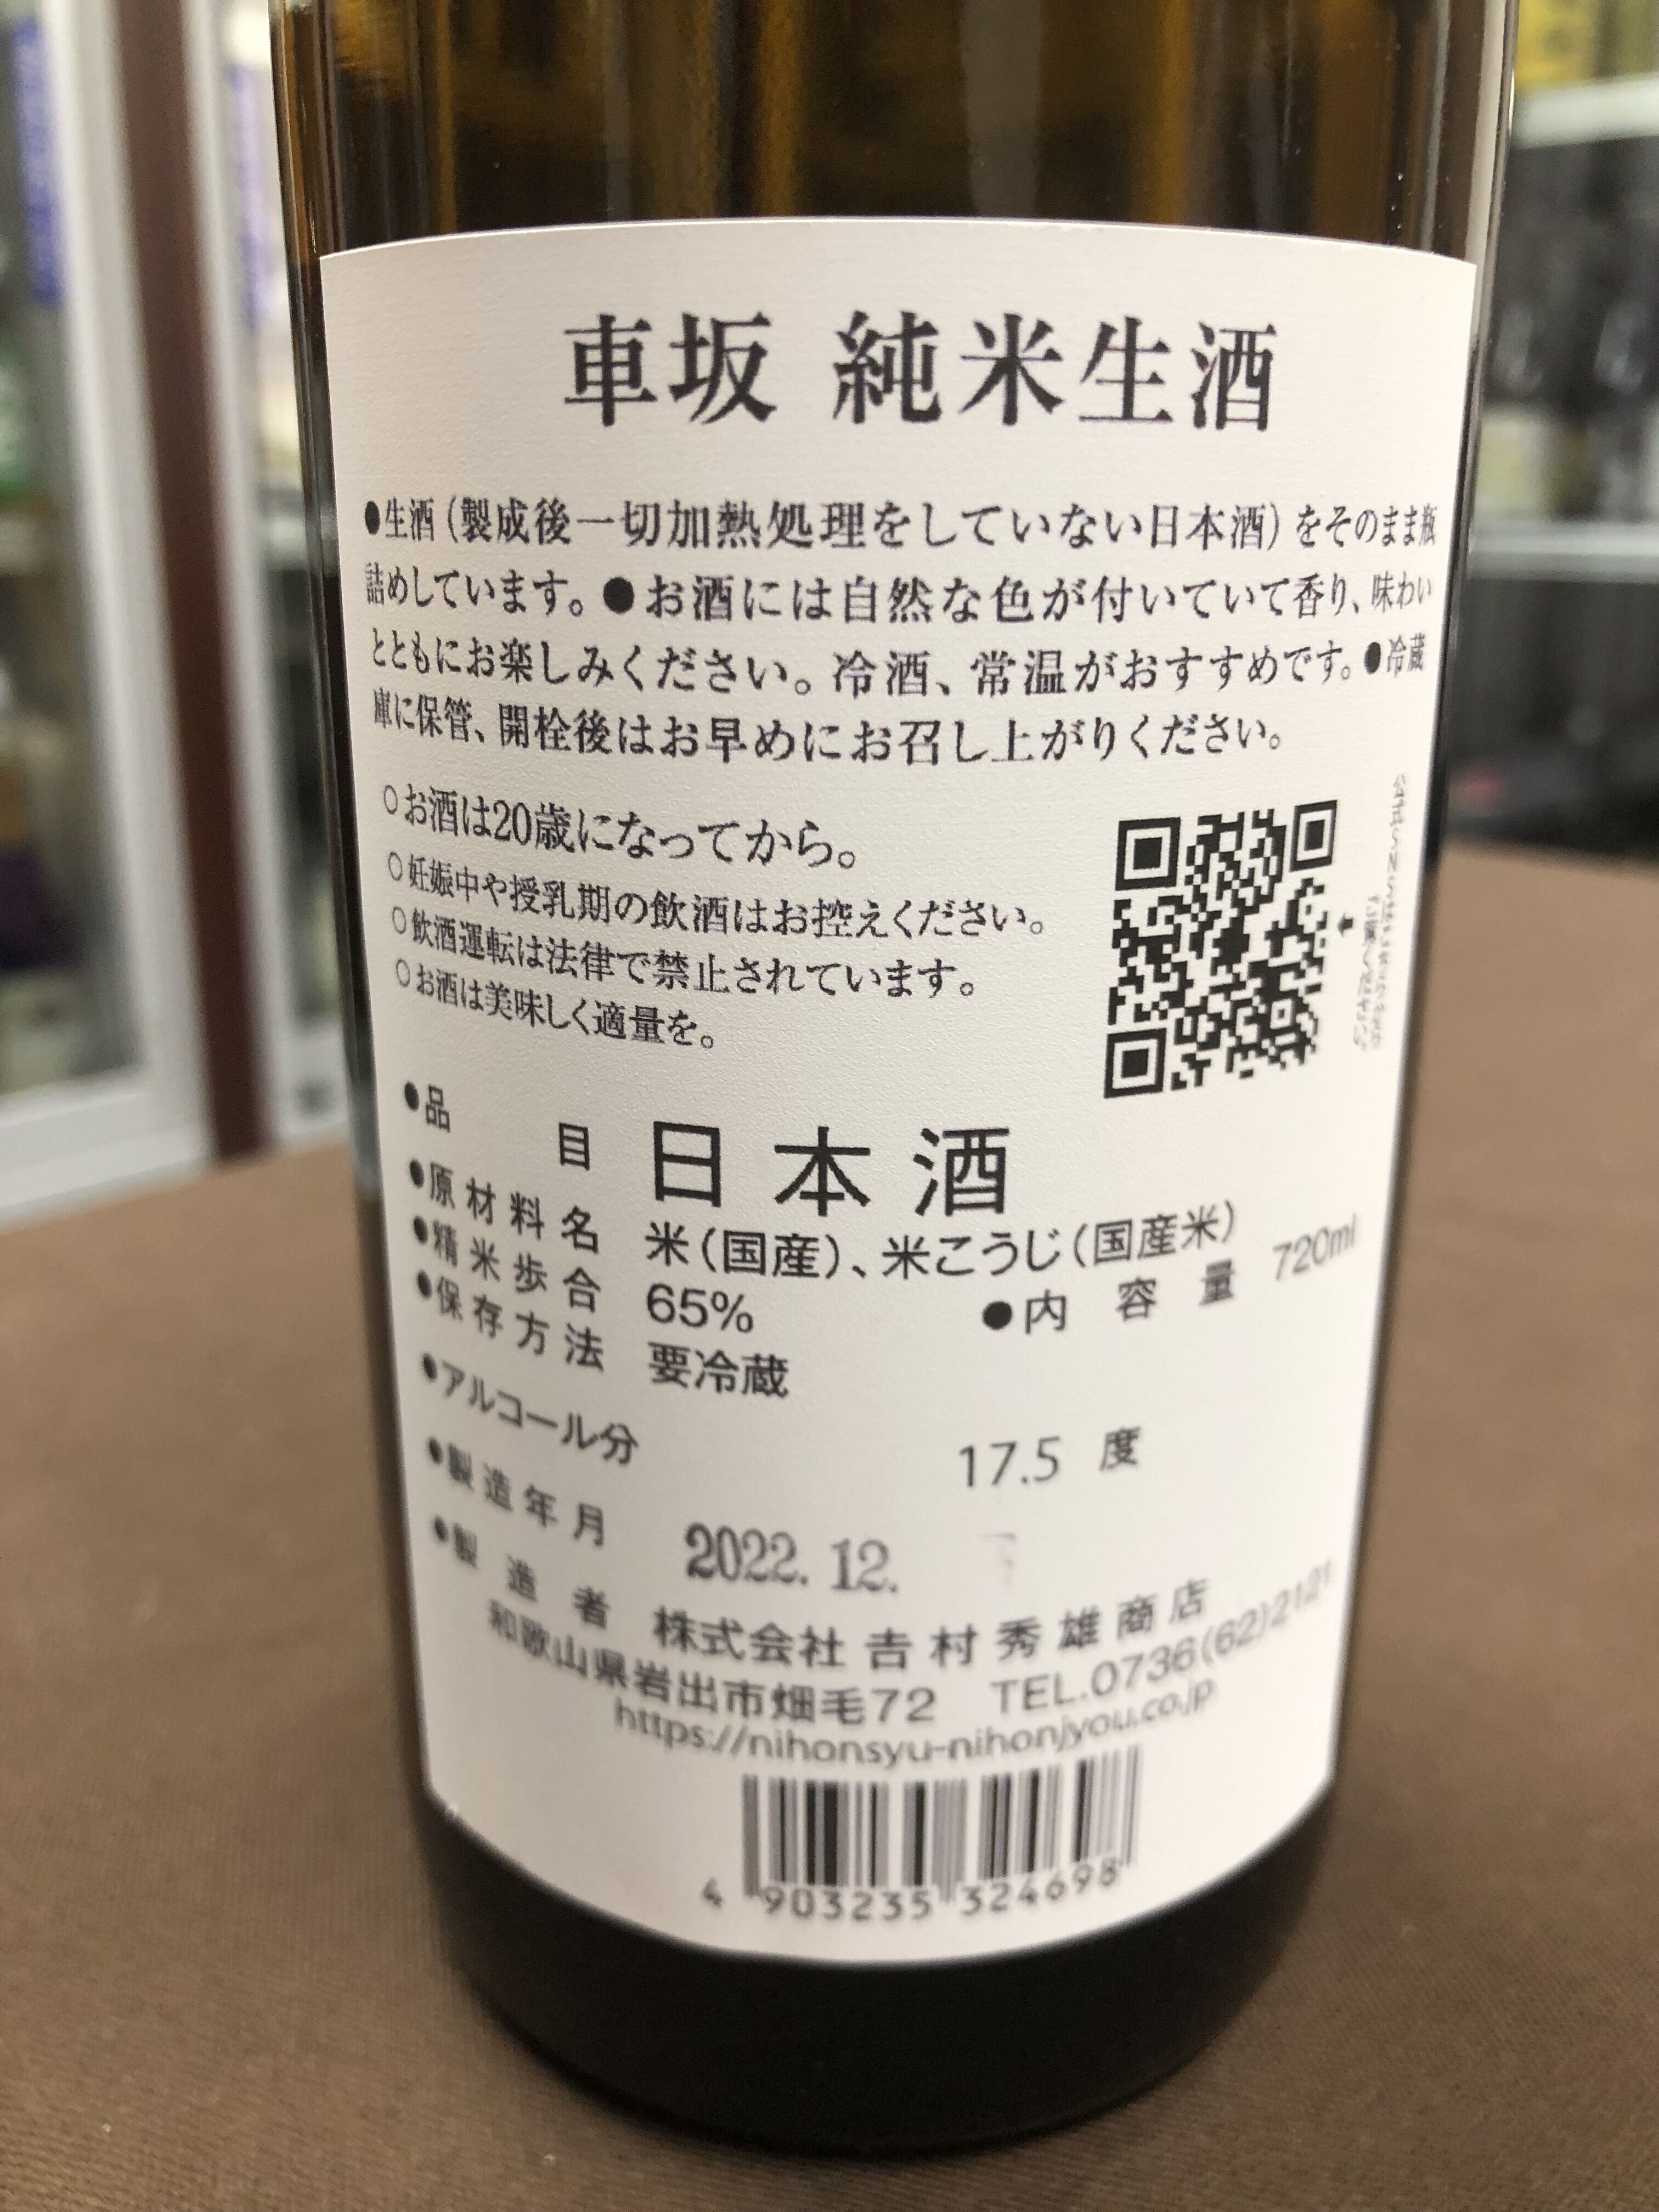 車坂 純米生酒
●生酒(製成後一切加熱処理をしていない日本酒)をそのまま瓶
詰めしています。●お酒には自然な色が付いていて香り、味わい
とともにお楽しみください。冷酒、常温がおすすめです。●冷蔵
庫に保管、開栓後はお早めにお召し上がりください。
○お酒は20歳になってから。
○妊娠中や授乳期の飲酒はお控えください。
○飲酒運転は法律で禁止されています。
○お酒は美味しく適量を。
●品目 日本酒
●原材料名 米(国産)、米こうじ(国産米)
●精米歩合 65% ●内容量 720ml
●保存方法 要冷蔵
●アルコール分 17.5 度
●製造年月 2022.12.
●製造者 株式会社 𠮷村秀雄商店
和歌山県岩出市畑毛72 TEL.0736(62)2121
https://nihonsyu-nihonjyou.co.jp
4 903235 324698